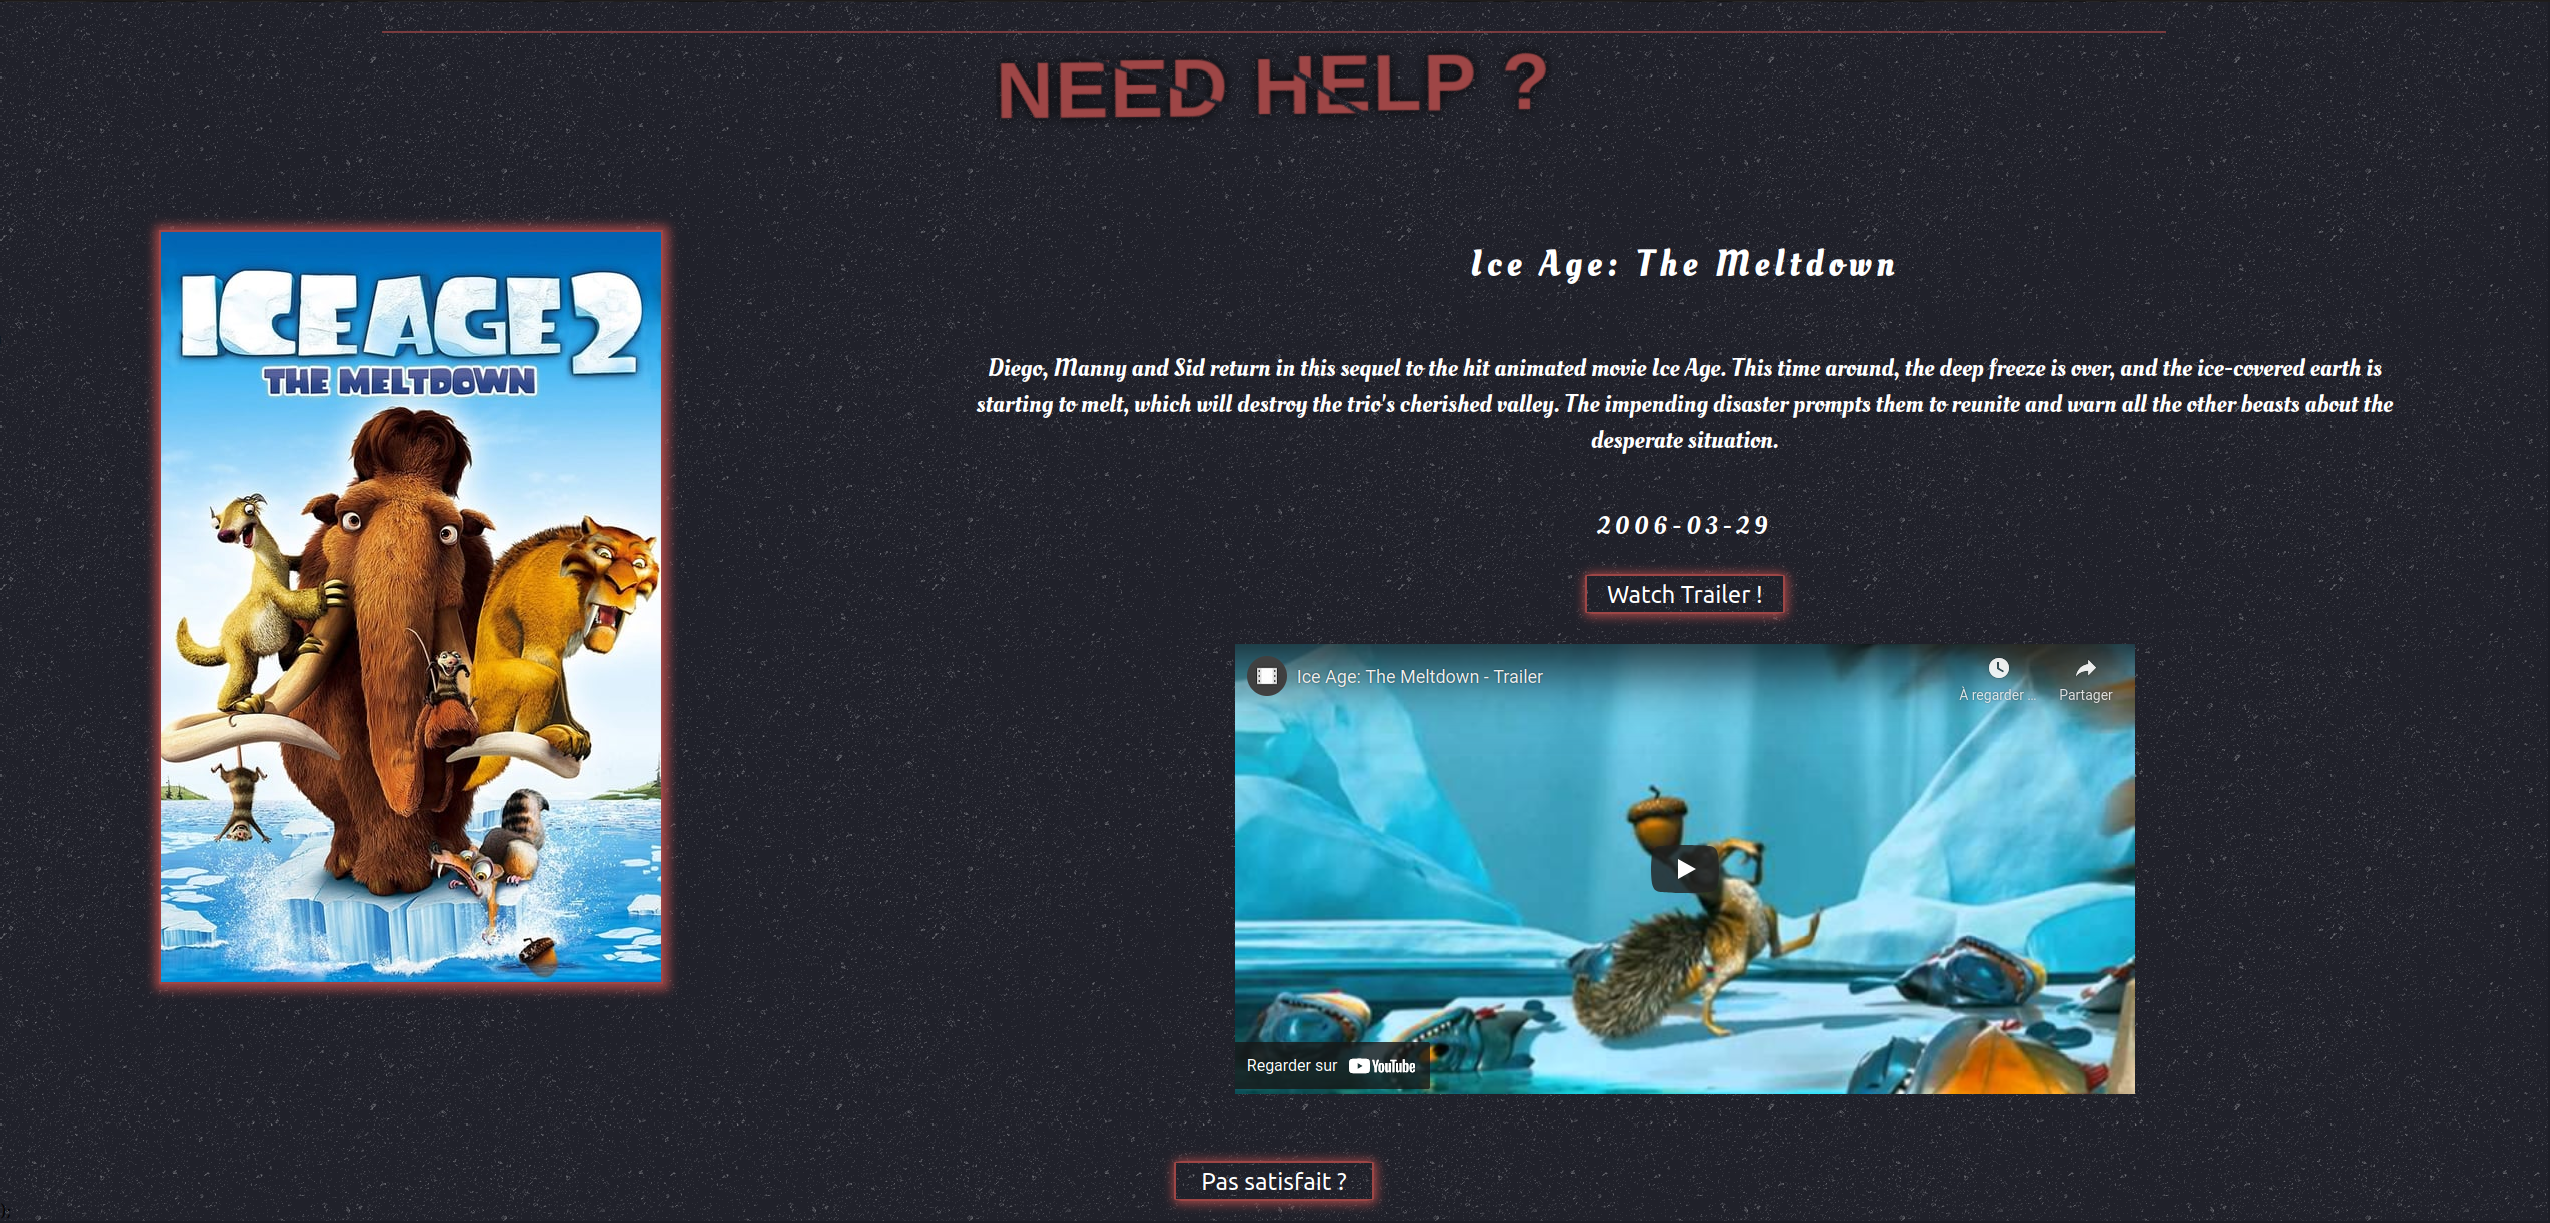 NEED HELP ?
ICE AGE 2
THE MELTDOWN
Ice Age: The Meltdown
Diego, Manny and Sid return in this sequel to the hit animated movie Ice Age. This time around, the deep freeze is over, and the ice-covered earth is
starting to melt, which will destroy the trio's cherished valley. The impending disaster prompts them to reunite and warn all the other beasts about the
desperate situation.
2006-03-29
Watch Trailer !
Ice Age: The Meltdown - Trailer
À regarder ...
Partager
Regarder sur YouTube
Pas satisfait ?